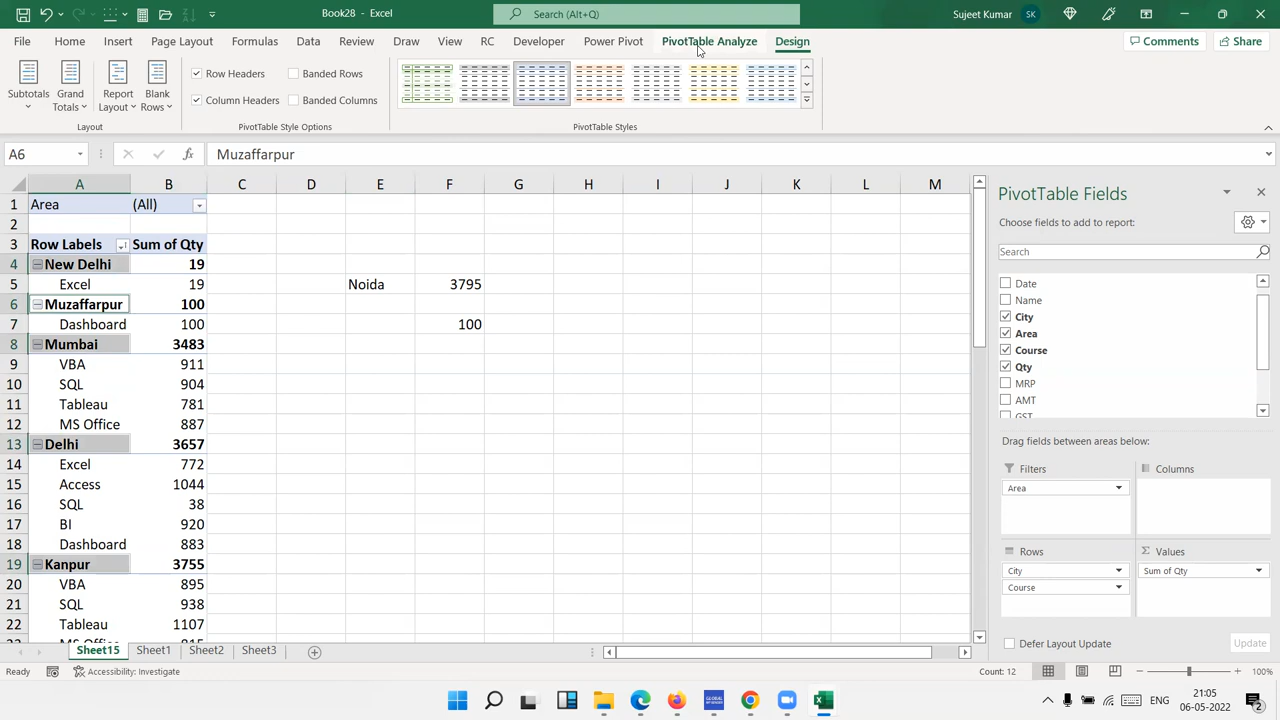 Book28 - Excel
Search (Alt+Q)
Sujeet Kumar
SK
File Home Insert Page Layout Formulas Data Review Draw View RC Developer Help Power Pivot PivotTable Analyze Design
Comments Share
Subtotals
Grand Totals
Report Layout
Blank Rows
Layout
Row Headers
Banded Rows
Column Headers
Banded Columns
PivotTable Style Options
PivotTable Styles
A6
fx
Muzaffarpur
A B C D E F G H I J K L M
1 Area (All)
2
3 Row Labels Sum of Qty
4 New Delhi 19
5 Excel 19 Noida 3795
6 Muzaffarpur 100
7 Dashboard 100 100
8 Mumbai 3483
9 VBA 911
10 SQL 904
11 Tableau 781
12 MS Office 887
13 Delhi 3657
14 Excel 772
15 Access 1044
16 SQL 38
17 BI 920
18 Dashboard 883
19 Kanpur 3755
20 VBA 895
21 SQL 938
22 Tableau 1107
PivotTable Fields
Choose fields to add to report:
Search
Date
Name
City
Area
Course
Qty
MRP
AMT
GST
Drag fields between areas below:
Filters
Columns
Area
Rows
Values
City
Sum of Qty
Course
Defer Layout Update
Update
Sheet15 Sheet1 Sheet2 Sheet3
Ready
Accessibility: Investigate
Count: 12
100%
ENG
21:05
06-05-2022
2